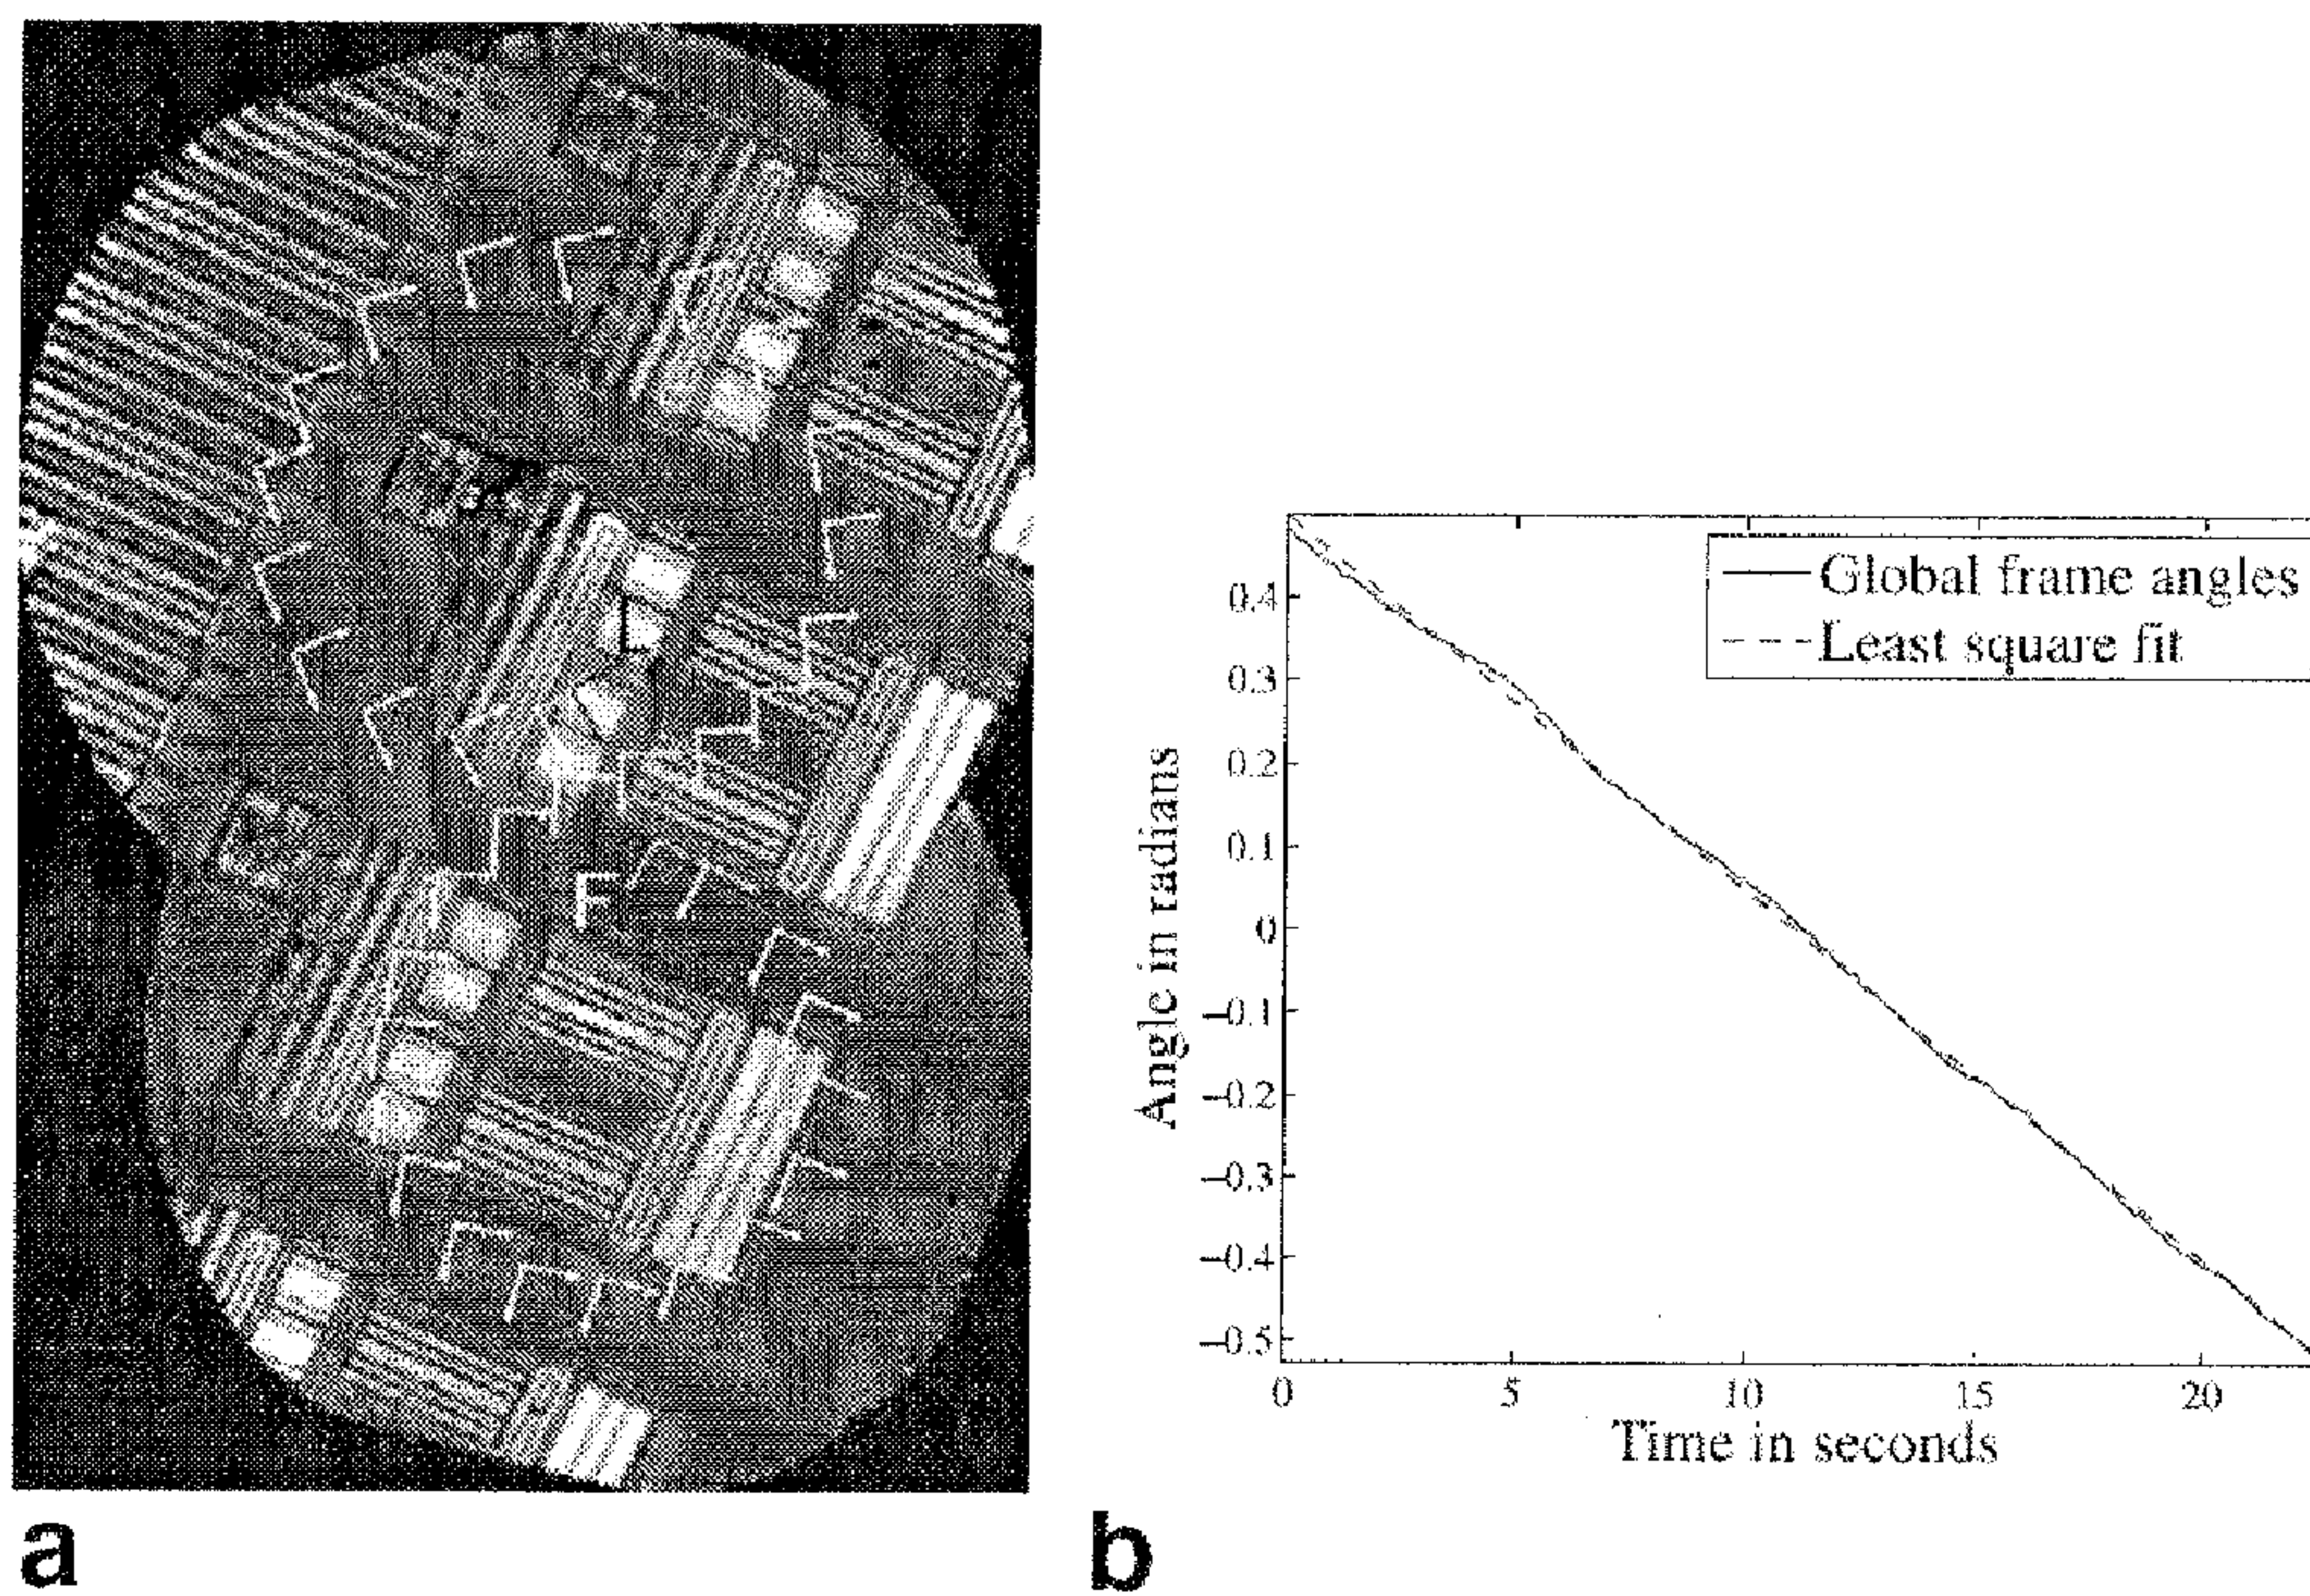 L
F
Global frame angles
Least square fit
0.4
0.3
0.2
0.1
0
-0.1
-0.2
-0.3
-0.4
-0.5
Angle in radians
0
5
10
15
20
Time in seconds
a
b